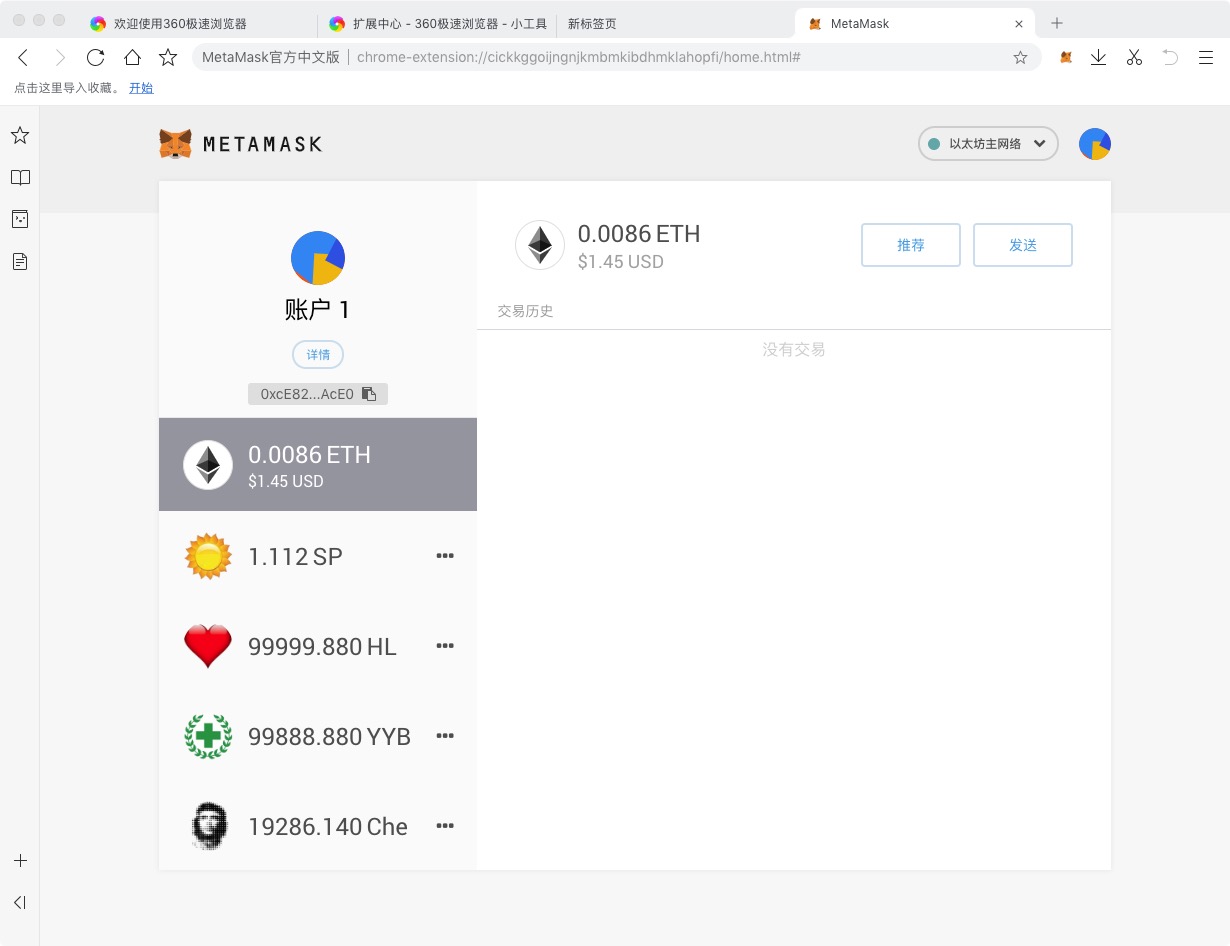 欢迎使用360极速浏览器
扩展中心 - 360极速浏览器 - 小工具
新标签页
MetaMask
MetaMask官方中文版
chrome-extension://cickkggoijngnjkmbmkibdhmklahopfi/home.html#
点击这里导入收藏。 开始
METAMASK
以太坊主网络
账户 1
详情
0xcE82...AcE0
0.0086 ETH
$1.45 USD
1.112 SP
99999.880 HL
99888.880 YYB
19286.140 Che
0.0086 ETH
$1.45 USD
推荐
发送
交易历史
没有交易